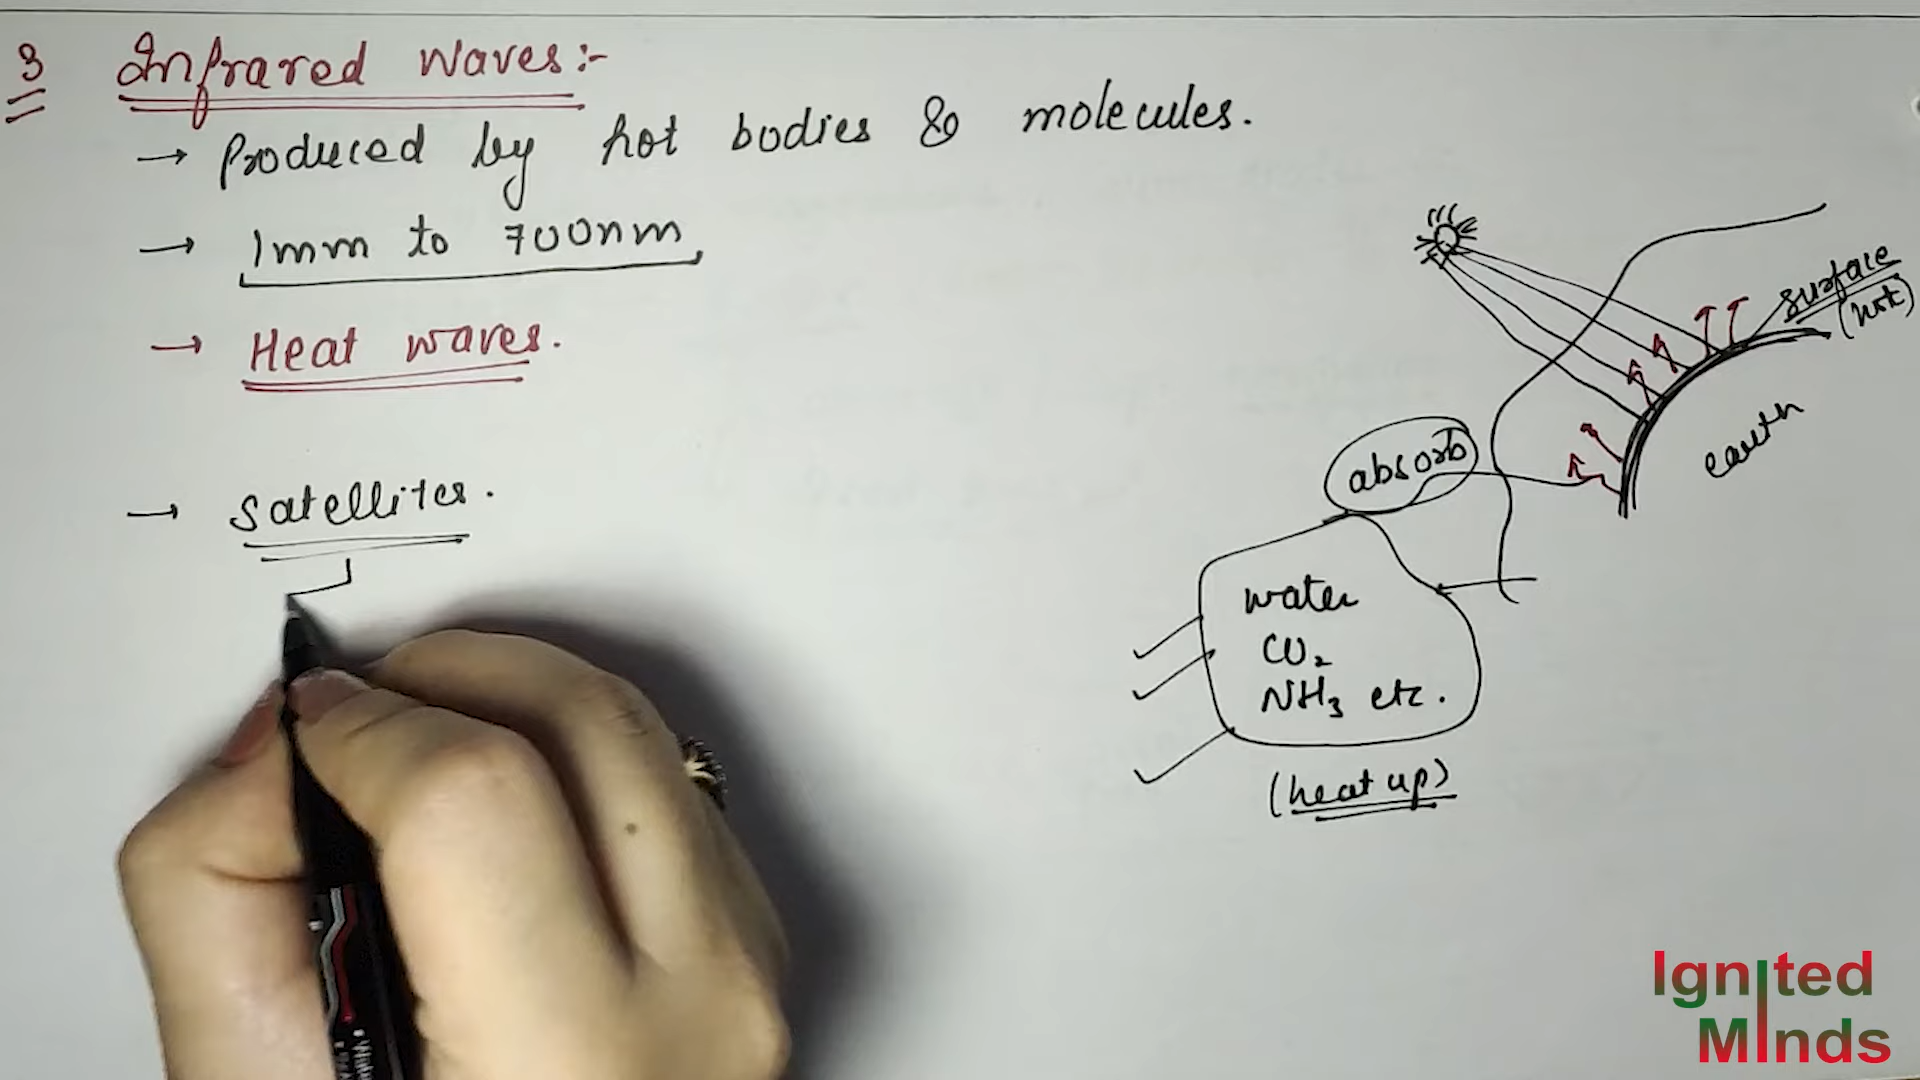 3 Infrared Waves:-
→ Produced by hot bodies & molecules.
→ 1mm to 700nm
→ Heat waves.
→ Satellites.
surface
(hot)
earth
absorb
water
CO2
NH3 etc.
(heat up)
Ignited
Minds